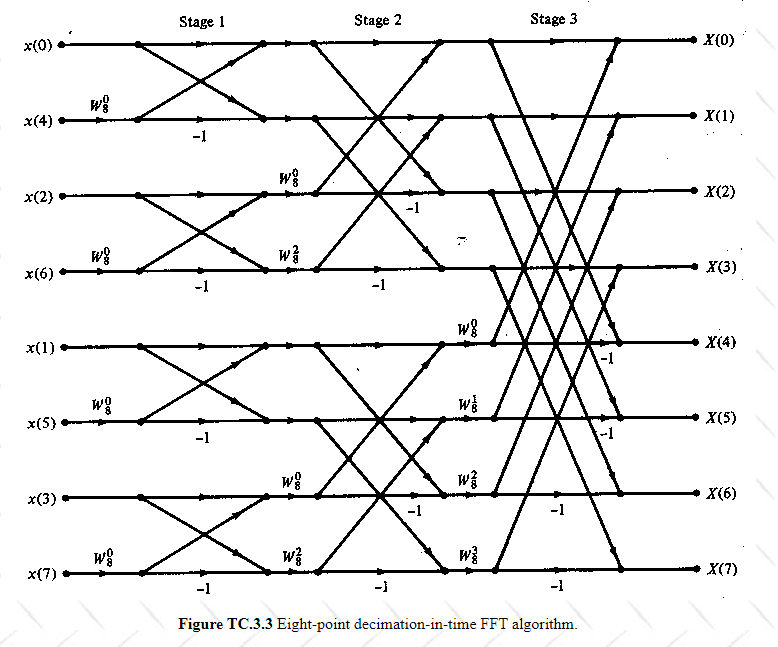 Stage 1 Stage 2 Stage 3
x(0) X(0)
W₈⁰
x(4) -1 X(1)
W₈⁰
x(2) -1 X(2)
W₈⁰ W₈²
x(6) -1 -1 X(3)
W₈⁰
x(1) -1 X(4)
W₈⁰ W₈¹
x(5) -1 -1 X(5)
W₈⁰ W₈²
x(3) -1 -1 X(6)
W₈⁰ W₈² W₈³
x(7) -1 -1 -1 X(7)
Figure TC.3.3 Eight-point decimation-in-time FFT algorithm.